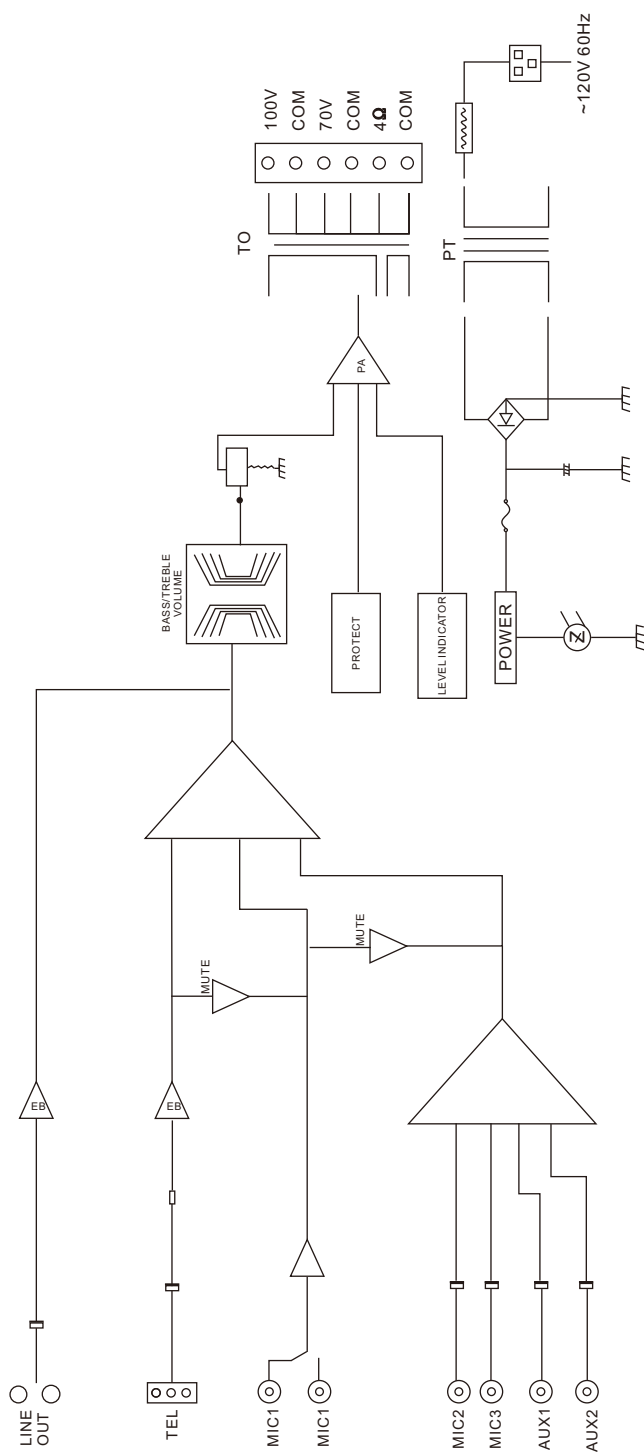 LINE
OUT
TEL
MIC1
MIC1
MIC2
MIC3
AUX1
AUX2
EB
EB
MUTE
MUTE
BASS/TREBLE
VOLUME
PROTECT
LEVEL INDICATOR
POWER
PA
TO
PT
100V
COM
70V
COM
4Ω
COM
~120V 60Hz